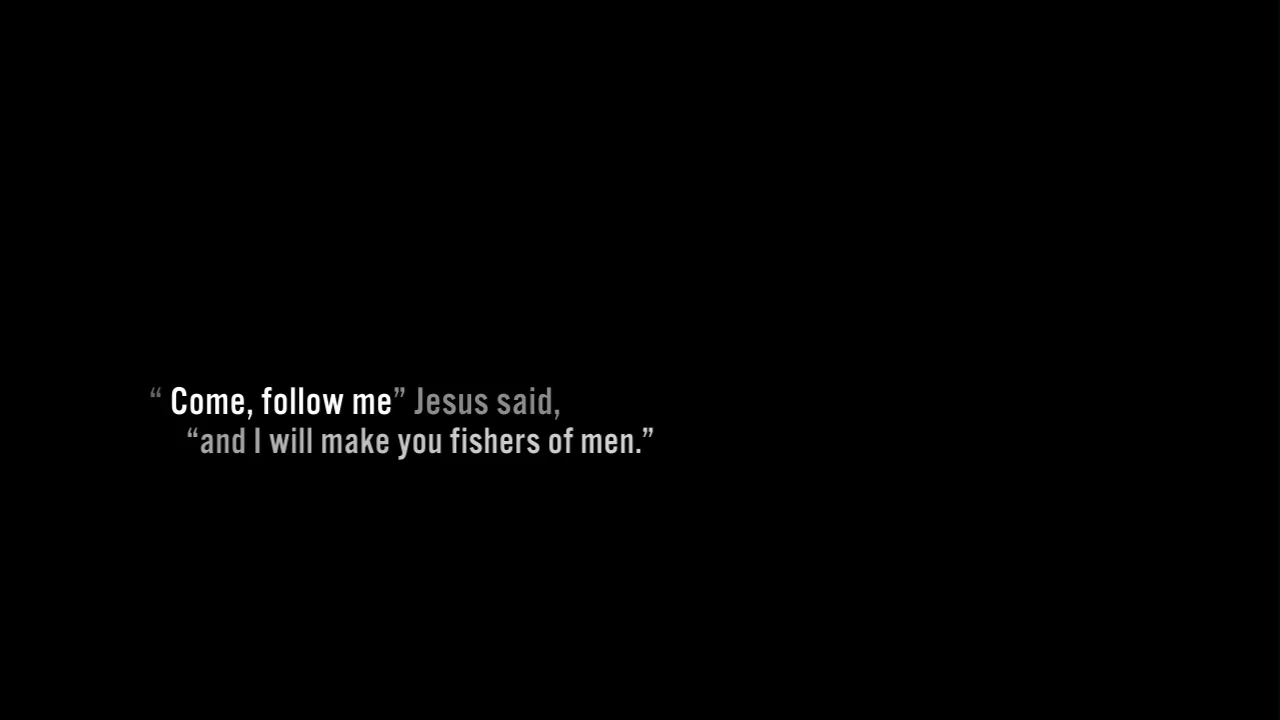 “ Come, follow me” Jesus said,
“and I will make you fishers of men.”